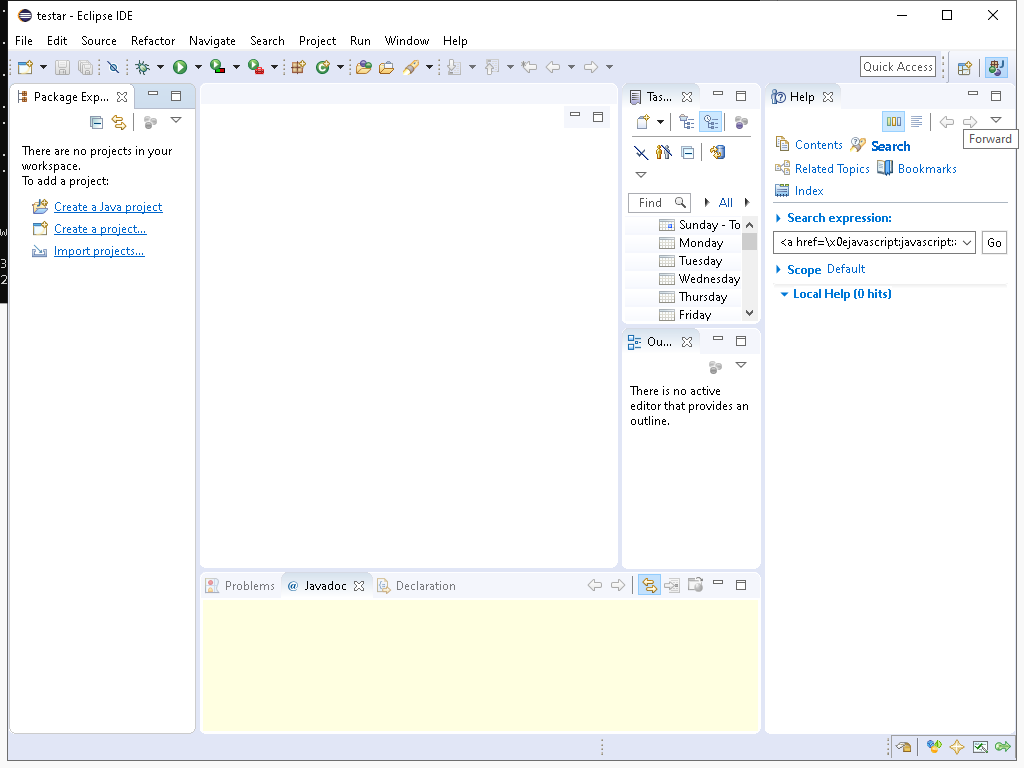 testar - Eclipse IDE
File Edit Source Refactor Navigate Search Project Run Window Help
Quick Access
Package Exp...
There are no projects in your
workspace.
To add a project:
Create a Java project
Create a project...
Import projects...
Tas...
Find
All
Sunday - To
Monday
Tuesday
Wednesday
Thursday
Friday
Ou...
There is no active
editor that provides an
outline.
Help
Forward
Contents Search
Related Topics Bookmarks
Index
Search expression:
<a href=\x0ejavascript:javascript:
Go
Scope Default
Local Help (0 hits)
Problems @ Javadoc Declaration